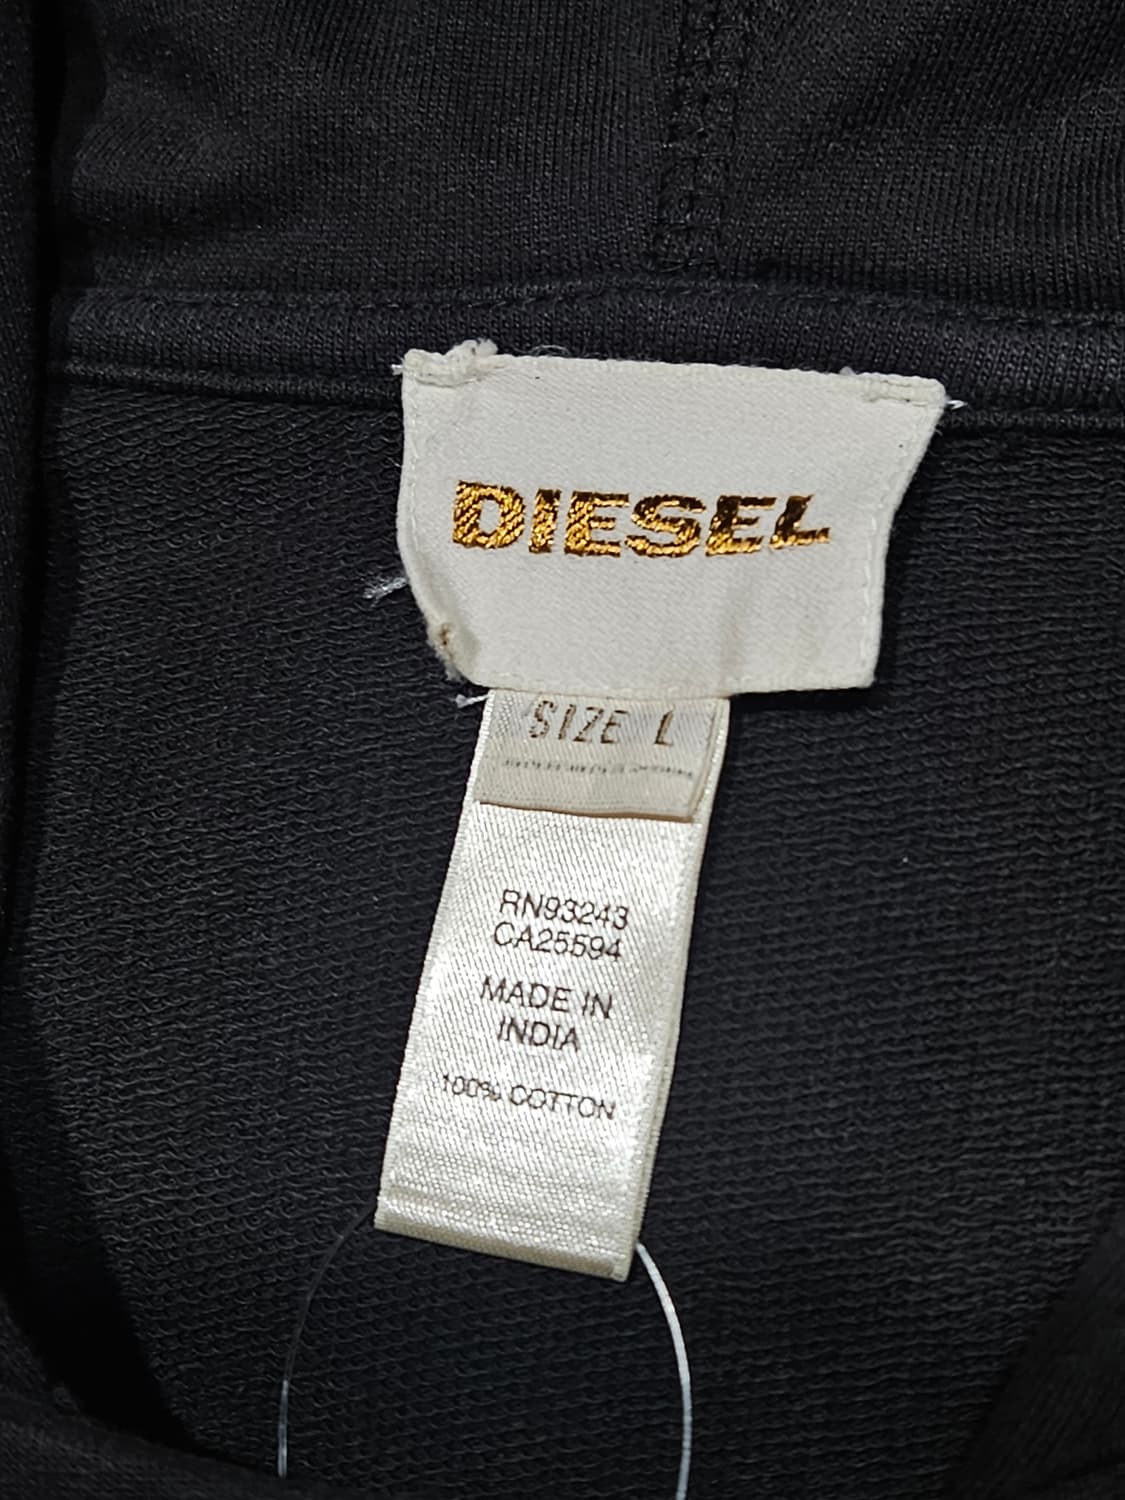 DIESEL
SIZE L
RN93243
CA25594
MADE IN
INDIA
100% COTTON